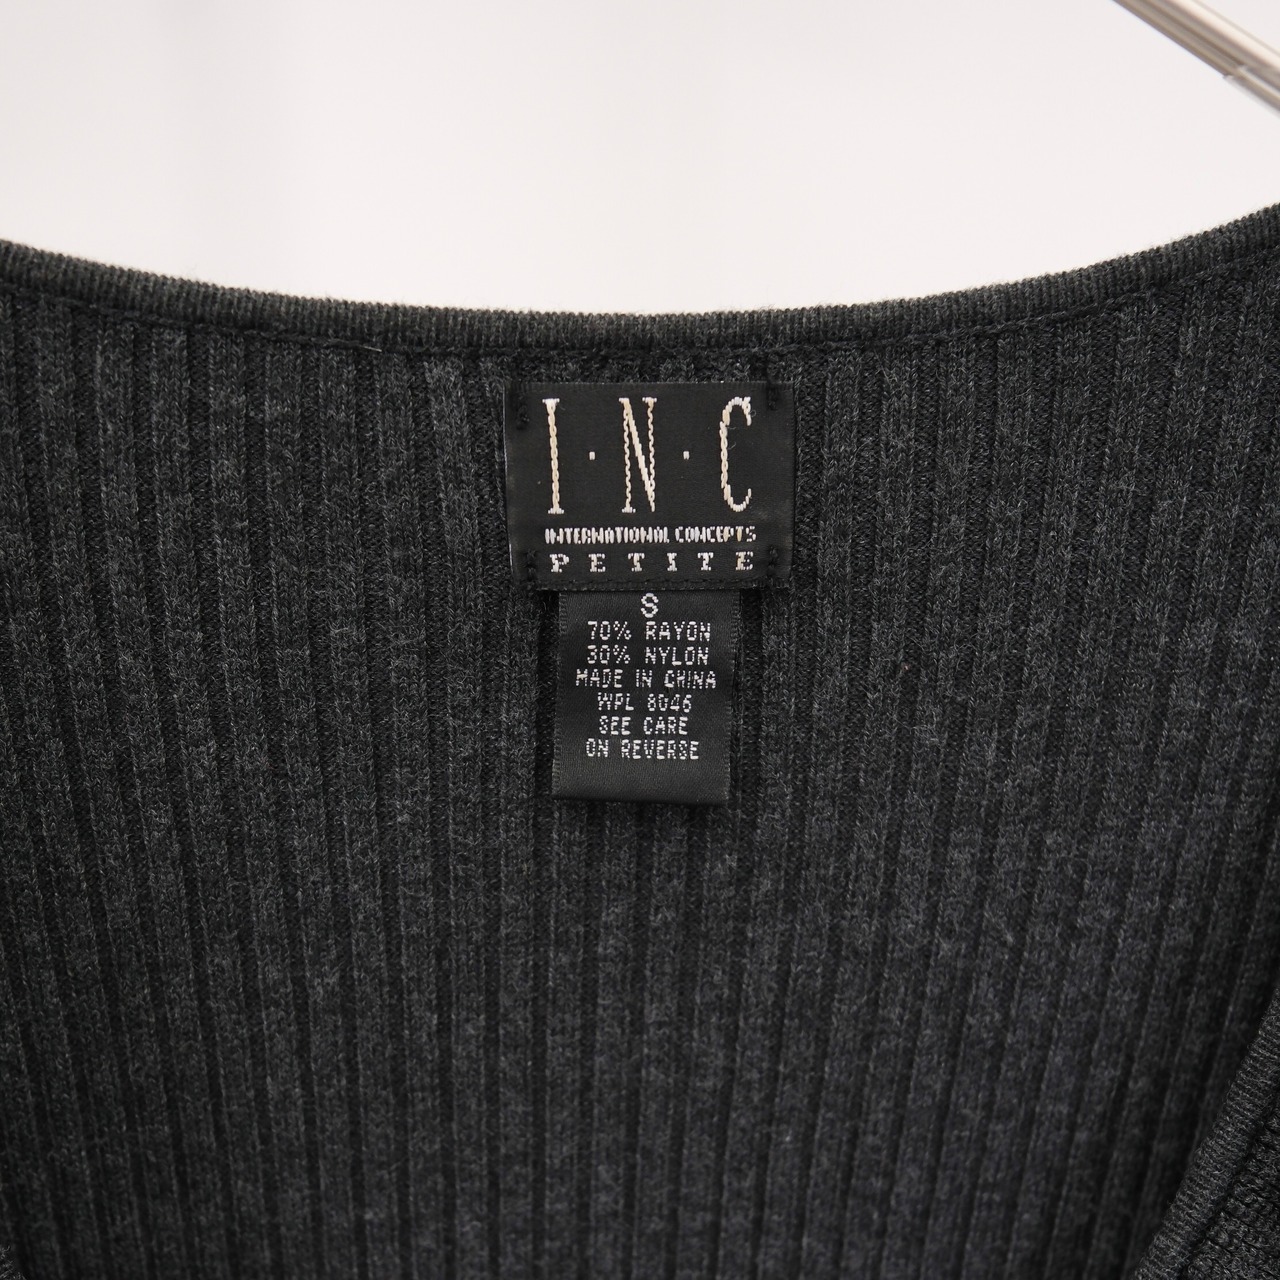 I·N·C
INTERNATIONAL CONCEPTS
PETITE
S
70% RAYON
30% NYLON
MADE IN CHINA
WPL 8046
SEE CARE
ON REVERSE